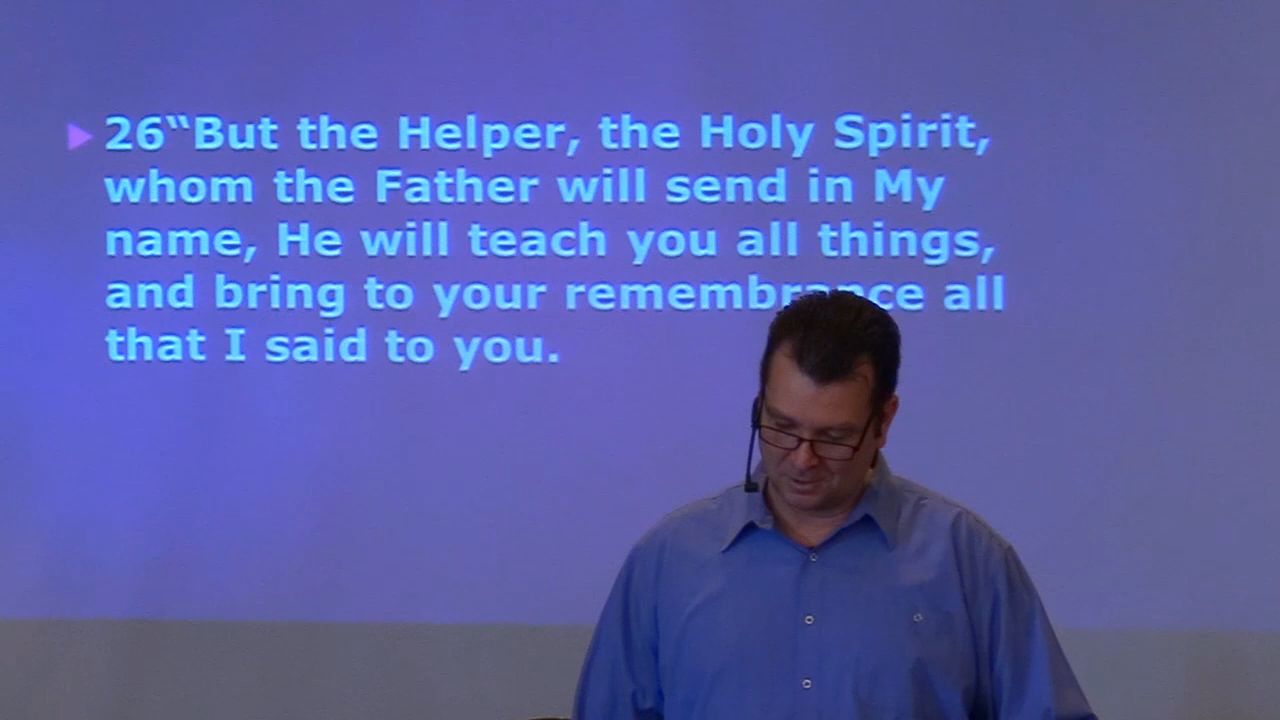 26“But the Helper, the Holy Spirit,
whom the Father will send in My
name, He will teach you all things,
and bring to your remembrance all
that I said to you.